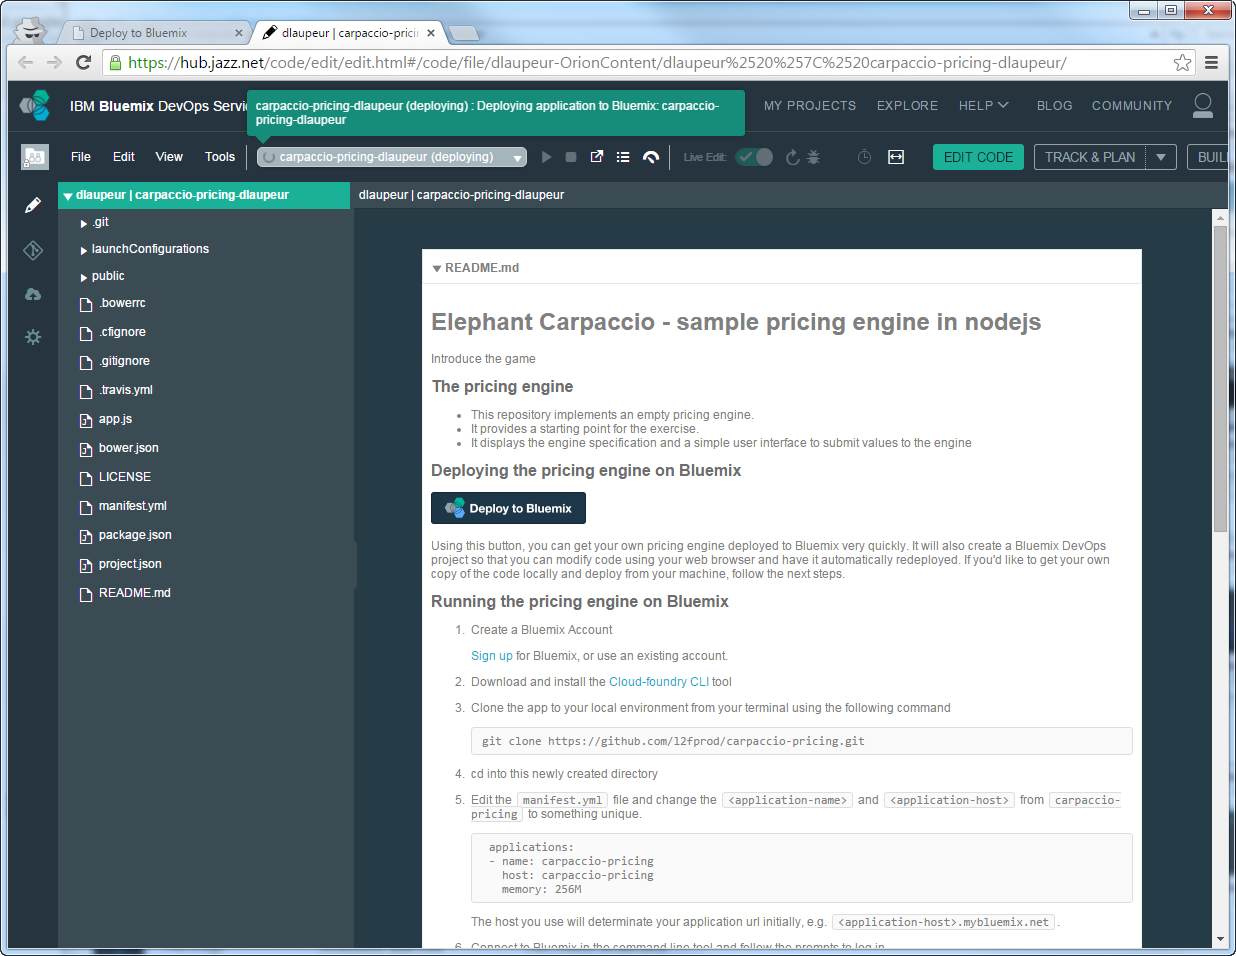 Deploy to Bluemix
dlaupeur | carpaccio-pricin
https://hub.jazz.net/code/edit/edit.html#/code/file/dlaupeur-OrionContent/dlaupeur%2520%257C%2520carpaccio-pricing-dlaupeur/
IBM Bluemix DevOps Servi
carpaccio-pricing-dlaupeur (deploying) : Deploying application to Bluemix: carpaccio-
pricing-dlaupeur
MY PROJECTS EXPLORE HELP BLOG COMMUNITY
File Edit View Tools
carpaccio-pricing-dlaupeur (deploying)
Live Edit:
EDIT CODE TRACK & PLAN BUIL
dlaupeur | carpaccio-pricing-dlaupeur
dlaupeur | carpaccio-pricing-dlaupeur
.git
launchConfigurations
public
.bowerrc
.cfignore
.gitignore
.travis.yml
app.js
bower.json
LICENSE
manifest.yml
package.json
project.json
README.md
README.md
Elephant Carpaccio - sample pricing engine in nodejs
Introduce the game
The pricing engine
• This repository implements an empty pricing engine.
• It provides a starting point for the exercise.
• It displays the engine specification and a simple user interface to submit values to the engine
Deploying the pricing engine on Bluemix
Deploy to Bluemix
Using this button, you can get your own pricing engine deployed to Bluemix very quickly. It will also create a Bluemix DevOps
project so that you can modify code using your web browser and have it automatically redeployed. If you'd like to get your own
copy of the code locally and deploy from your machine, follow the next steps.
Running the pricing engine on Bluemix
1. Create a Bluemix Account
Sign up for Bluemix, or use an existing account.
2. Download and install the Cloud-foundry CLI tool
3. Clone the app to your local environment from your terminal using the following command
git clone https://github.com/l2fprod/carpaccio-pricing.git
4. cd into this newly created directory
5. Edit the manifest.yml file and change the <application-name> and <application-host> from carpaccio-
pricing to something unique.
applications:
- name: carpaccio-pricing
host: carpaccio-pricing
memory: 256M
The host you use will determinate your application url initially, e.g. <application-host>.mybluemix.net .
6. Connect to Bluemix in the command line tool and follow the prompts to log in